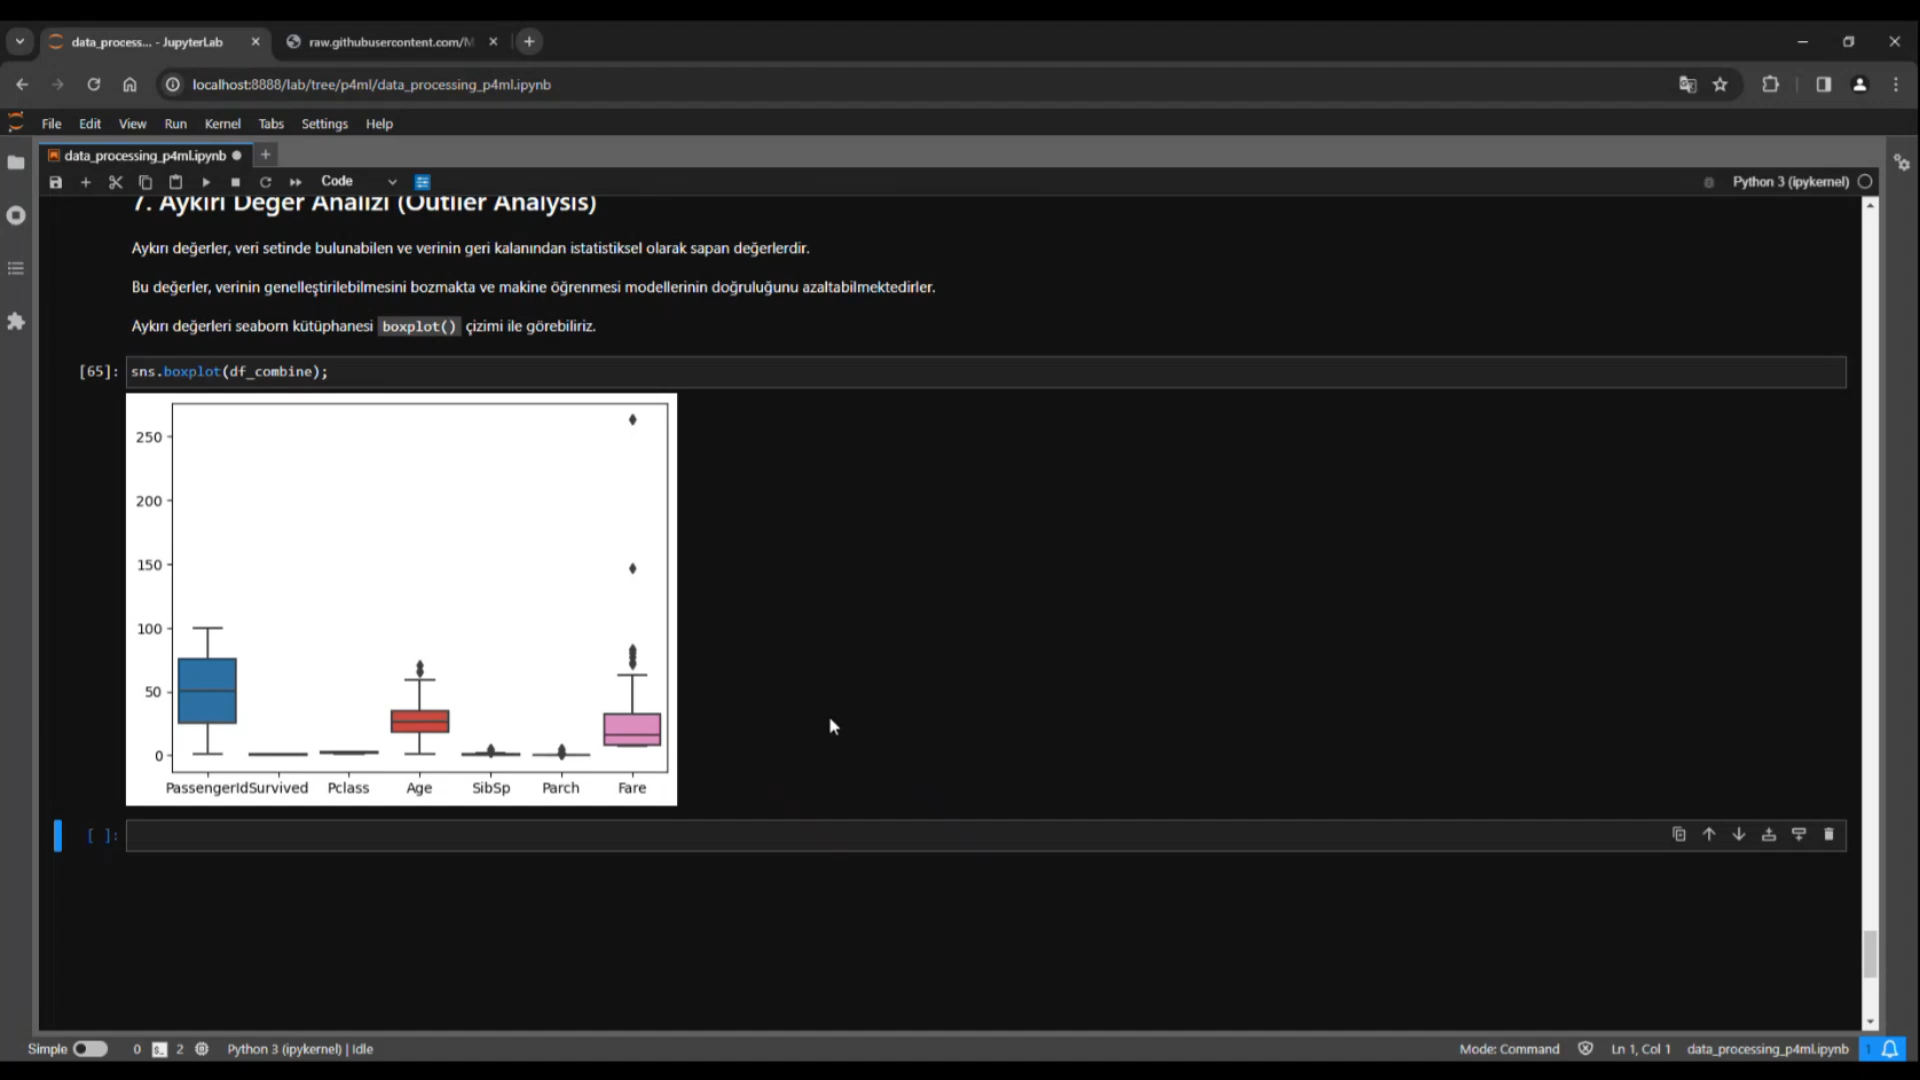 data_process... - JupyterLab
raw.githubusercontent.com/M
localhost:8888/lab/tree/p4ml/data_processing_p4ml.ipynb
File Edit View Run Kernel Tabs Settings Help
data_processing_p4ml.ipynb
Code
Python 3 (ipykernel)
7. Aykırı Değer Analizi (Outlier Analysis)
Aykırı değerler, veri setinde bulunabilen ve verinin geri kalanından istatistiksel olarak sapan değerlerdir.
Bu değerler, verinin genelleştirilebilmesini bozmakta ve makine öğrenmesi modellerinin doğruluğunu azaltabilmektedirler.
Aykırı değerleri seaborn kütüphanesi boxplot() çizimi ile görebiliriz.
[65]: sns.boxplot(df_combine);
250
200
150
100
50
0
PassengerId Survived Pclass Age SibSp Parch Fare
[ ]:
Simple 0 2 Python 3 (ipykernel) | Idle Mode: Command Ln 1, Col 1 data_processing_p4ml.ipynb 1